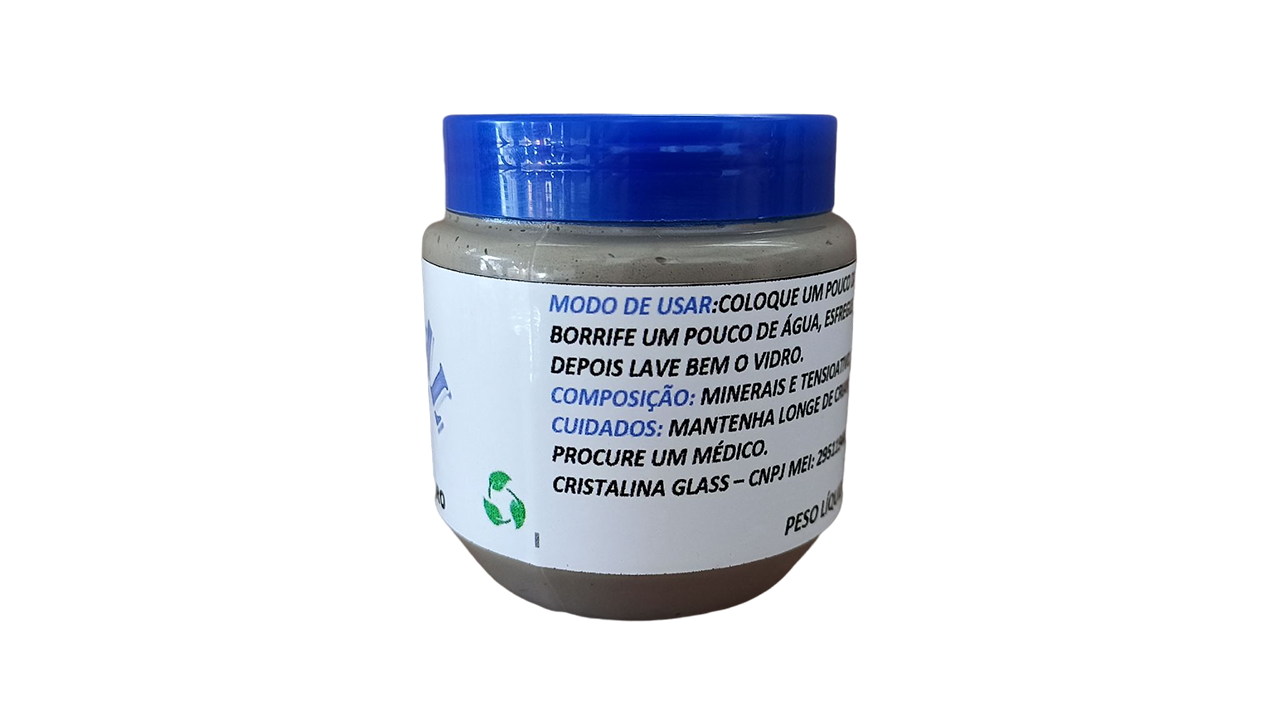 MODO DE USAR:COLOQUE UM POUCO
BORRIFE UM POUCO DE ÁGUA,
DEPOIS LAVE BEM O VIDRO.
COMPOSIÇÃO: MINERAIS E
CUIDADOS: MANTENHA LONGE DE
PROCURE UM MÉDICO.
CRISTALINA GLASS – CNPJ MEI:
PESO